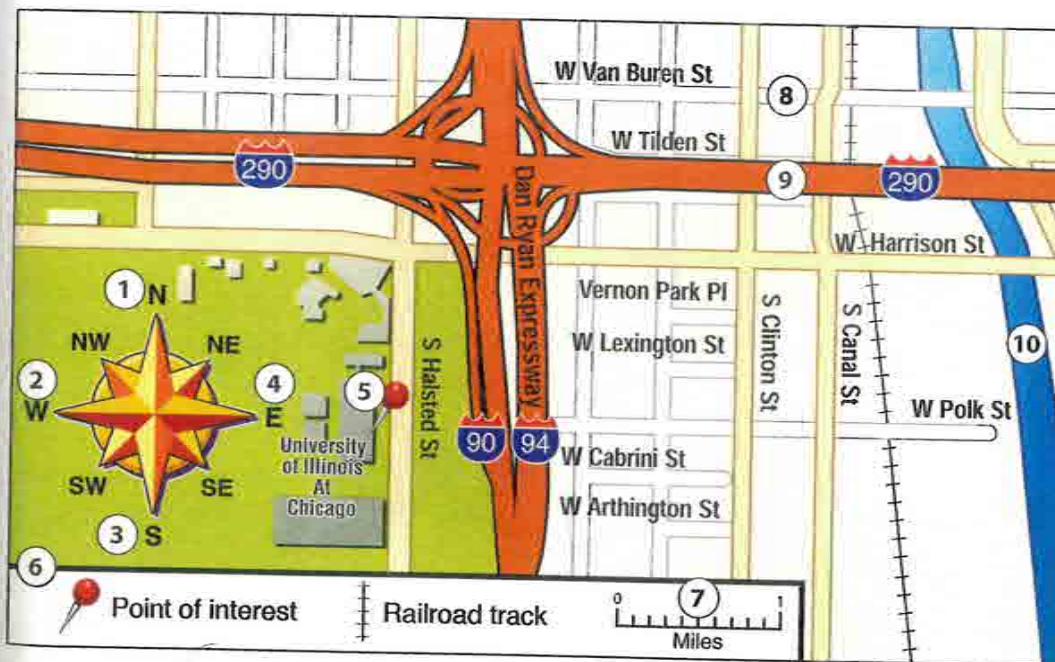 W Van Buren St
8
W Tilden St
290
9
290
Dan Ryan Expressway
W Harrison St
1
N
Vernon Park Pl
NW
NE
S Halsted St
W Lexington St
S Clinton St
S Canal St
10
2
W
4
E
5
W Polk St
University
of Illinois
At
Chicago
90
94
W Cabrini St
SW
SE
W Arthington St
3
S
6
Point of interest
Railroad track
0
7
1
Miles